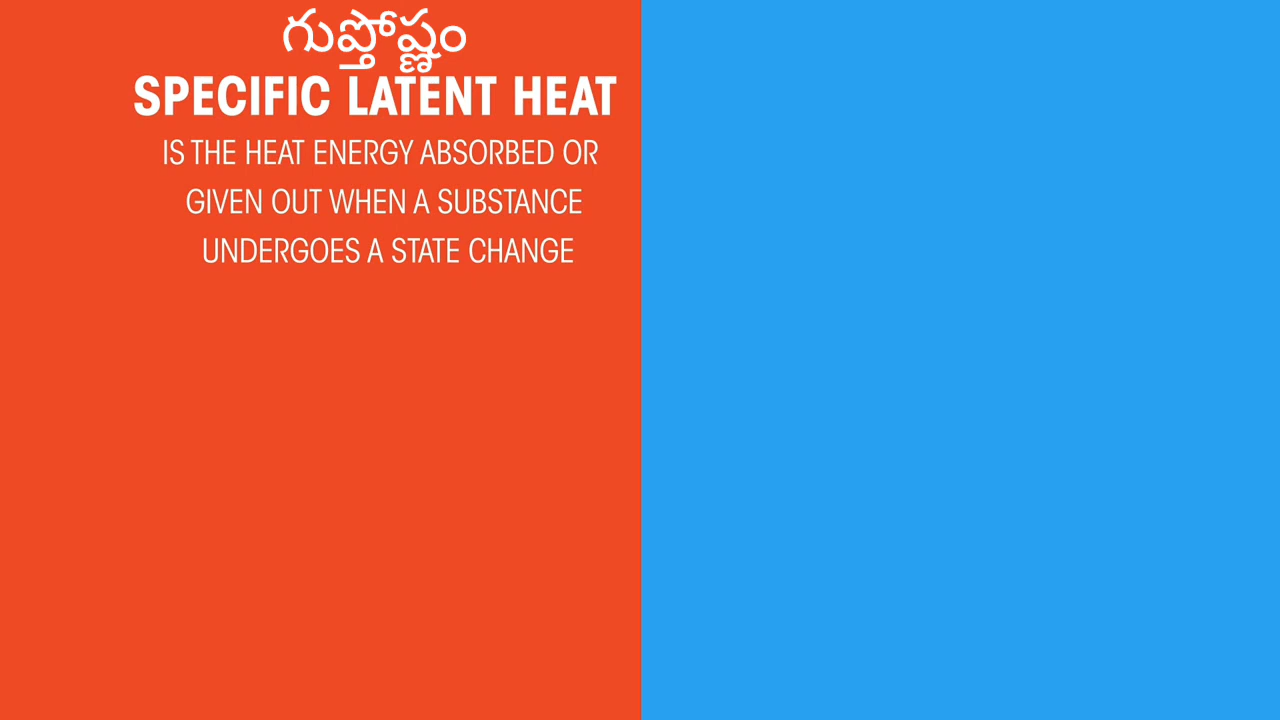 గుప్తోష్ణం
SPECIFIC LATENT HEAT
IS THE HEAT ENERGY ABSORBED OR
GIVEN OUT WHEN A SUBSTANCE
UNDERGOES A STATE CHANGE